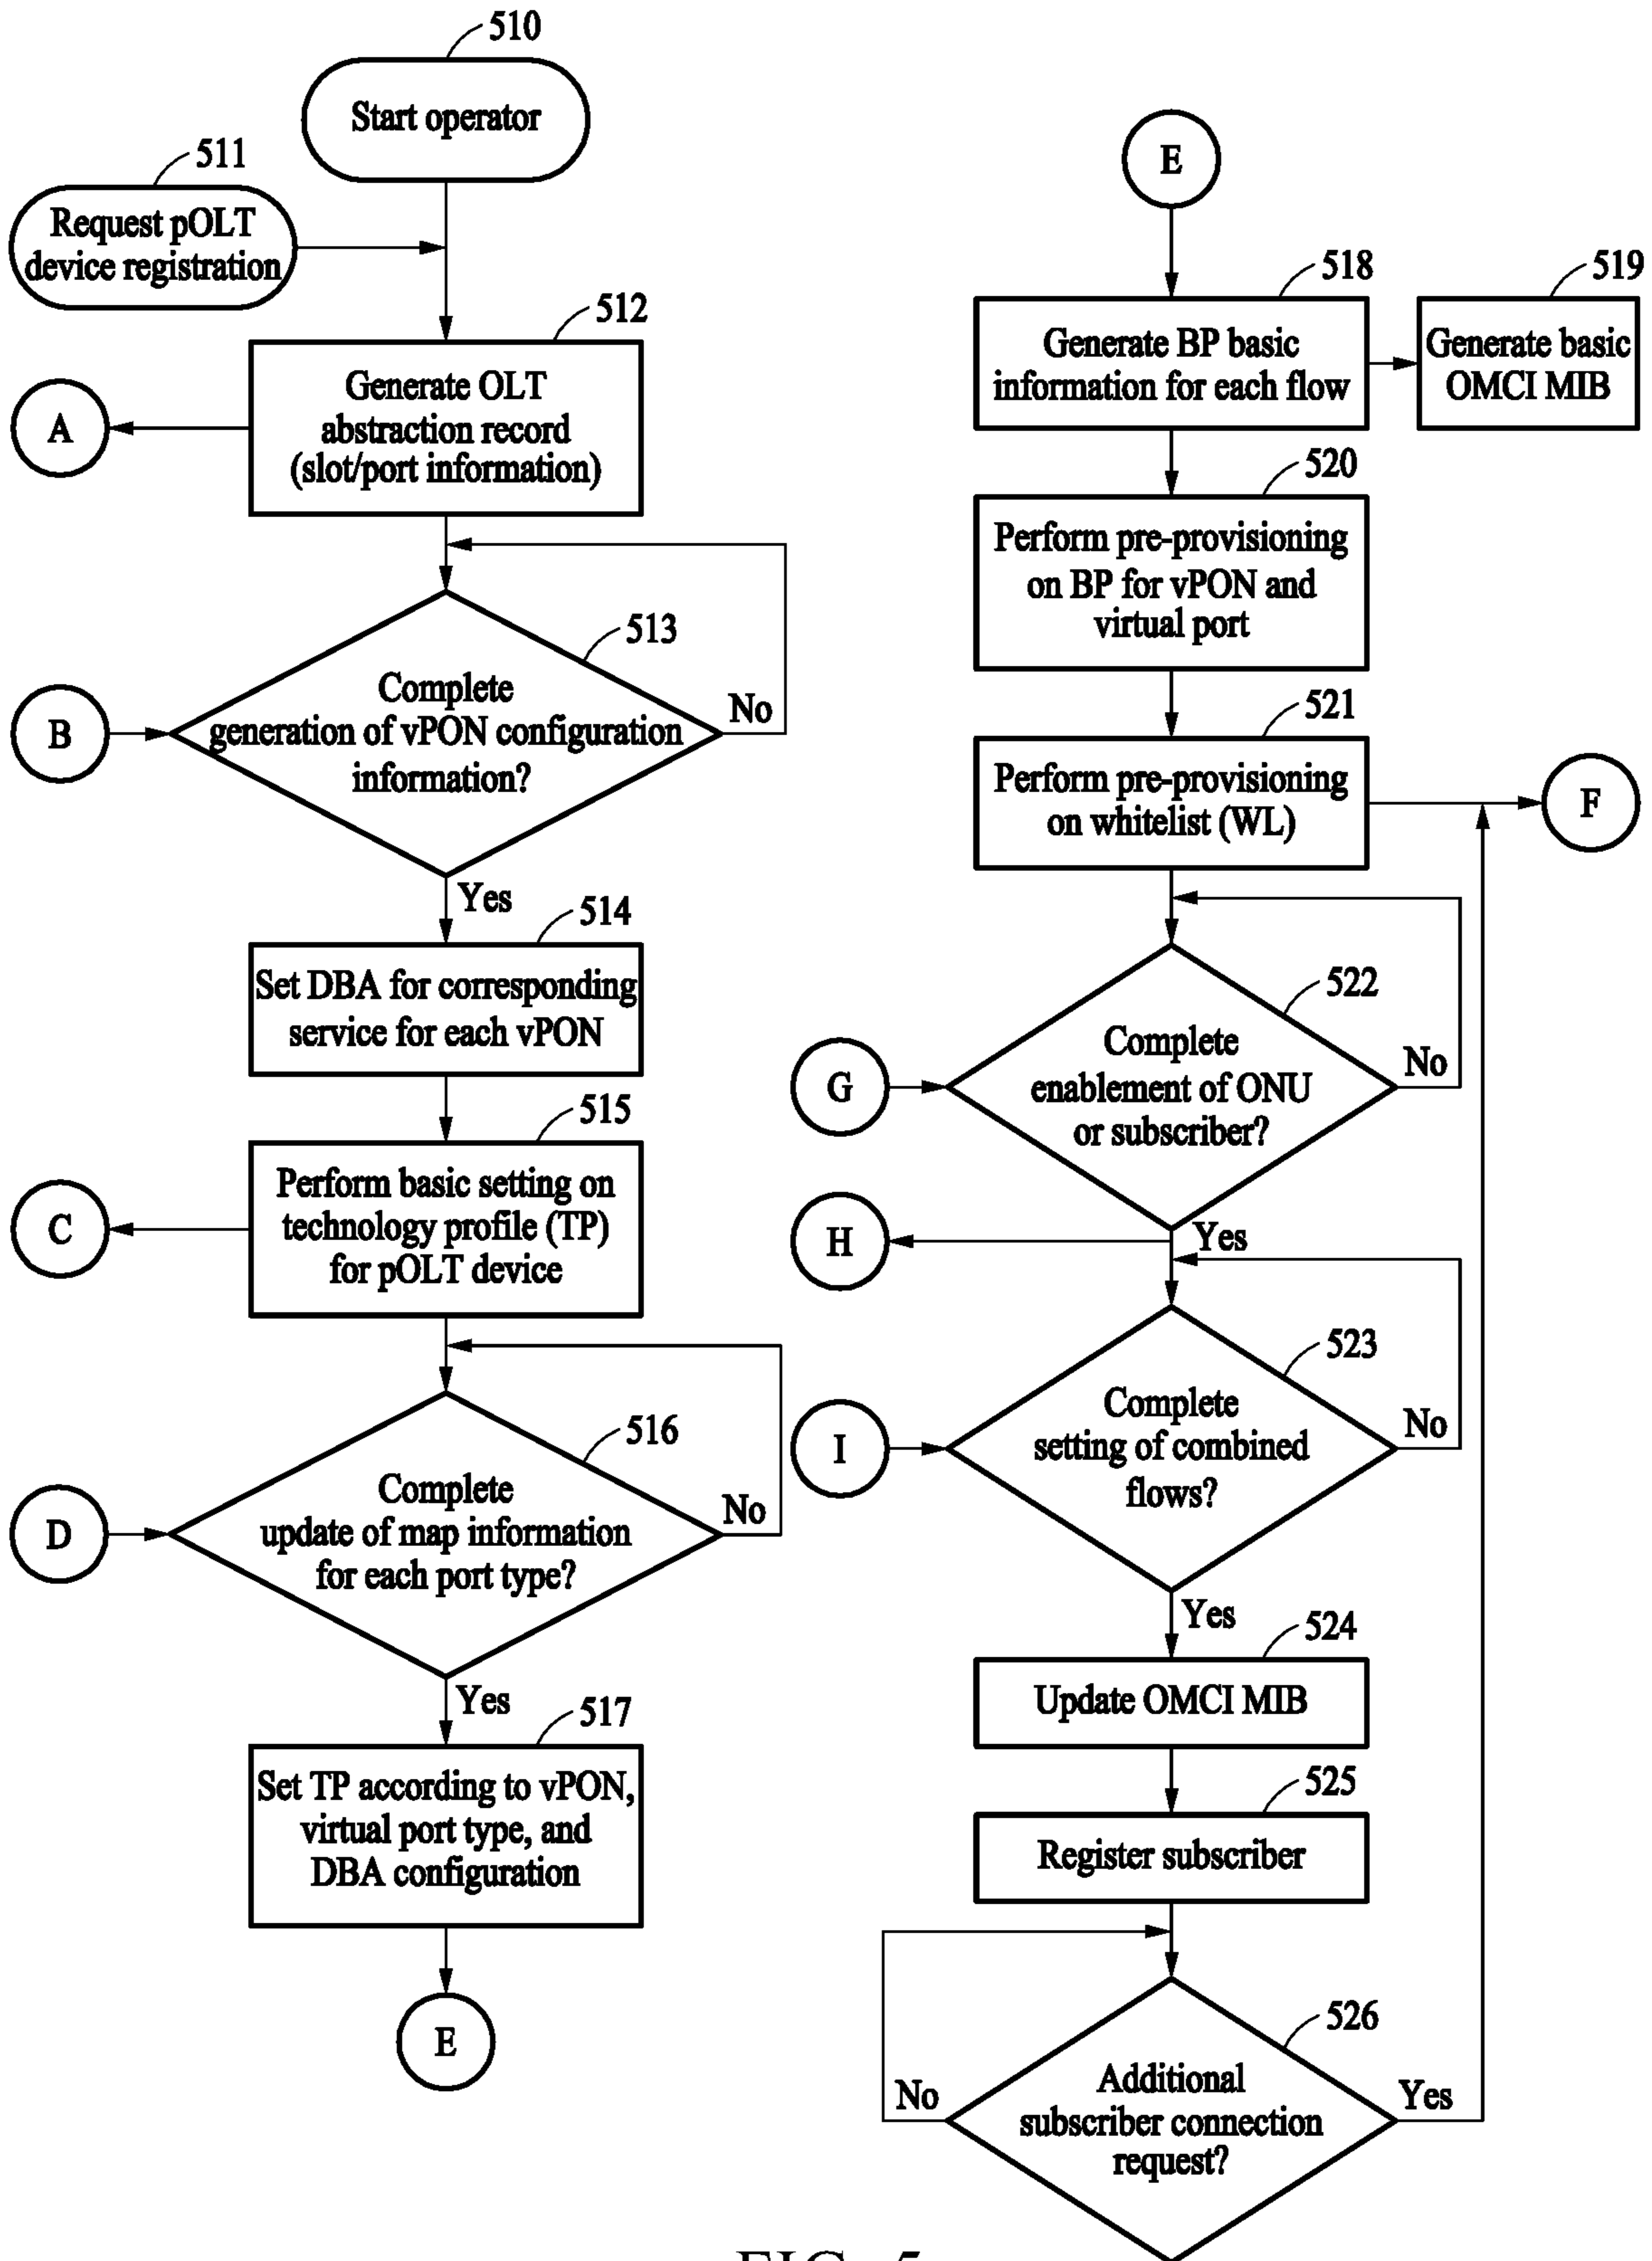 510
Start operator
511
Request pOLT
device registration
512
Generate OLT
abstraction record
(slot/port information)
A
513
Complete
generation of vPON configuration
information?
B
No
Yes
514
Set DBA for corresponding
service for each vPON
515
Perform basic setting on
technology profile (TP)
for pOLT device
C
516
Complete
update of map information
for each port type?
D
No
Yes
517
Set TP according to vPON,
virtual port type, and
DBA configuration
E
E
518
Generate BP basic
information for each flow
519
Generate basic
OMCI MIB
520
Perform pre-provisioning
on BP for vPON and
virtual port
521
Perform pre-provisioning
on whitelist (WL)
F
522
Complete
enablement of ONU
or subscriber?
G
No
H
Yes
523
Complete
setting of combined
flows?
I
No
Yes
524
Update OMCI MIB
525
Register subscriber
526
Additional
subscriber connection
request?
No
Yes